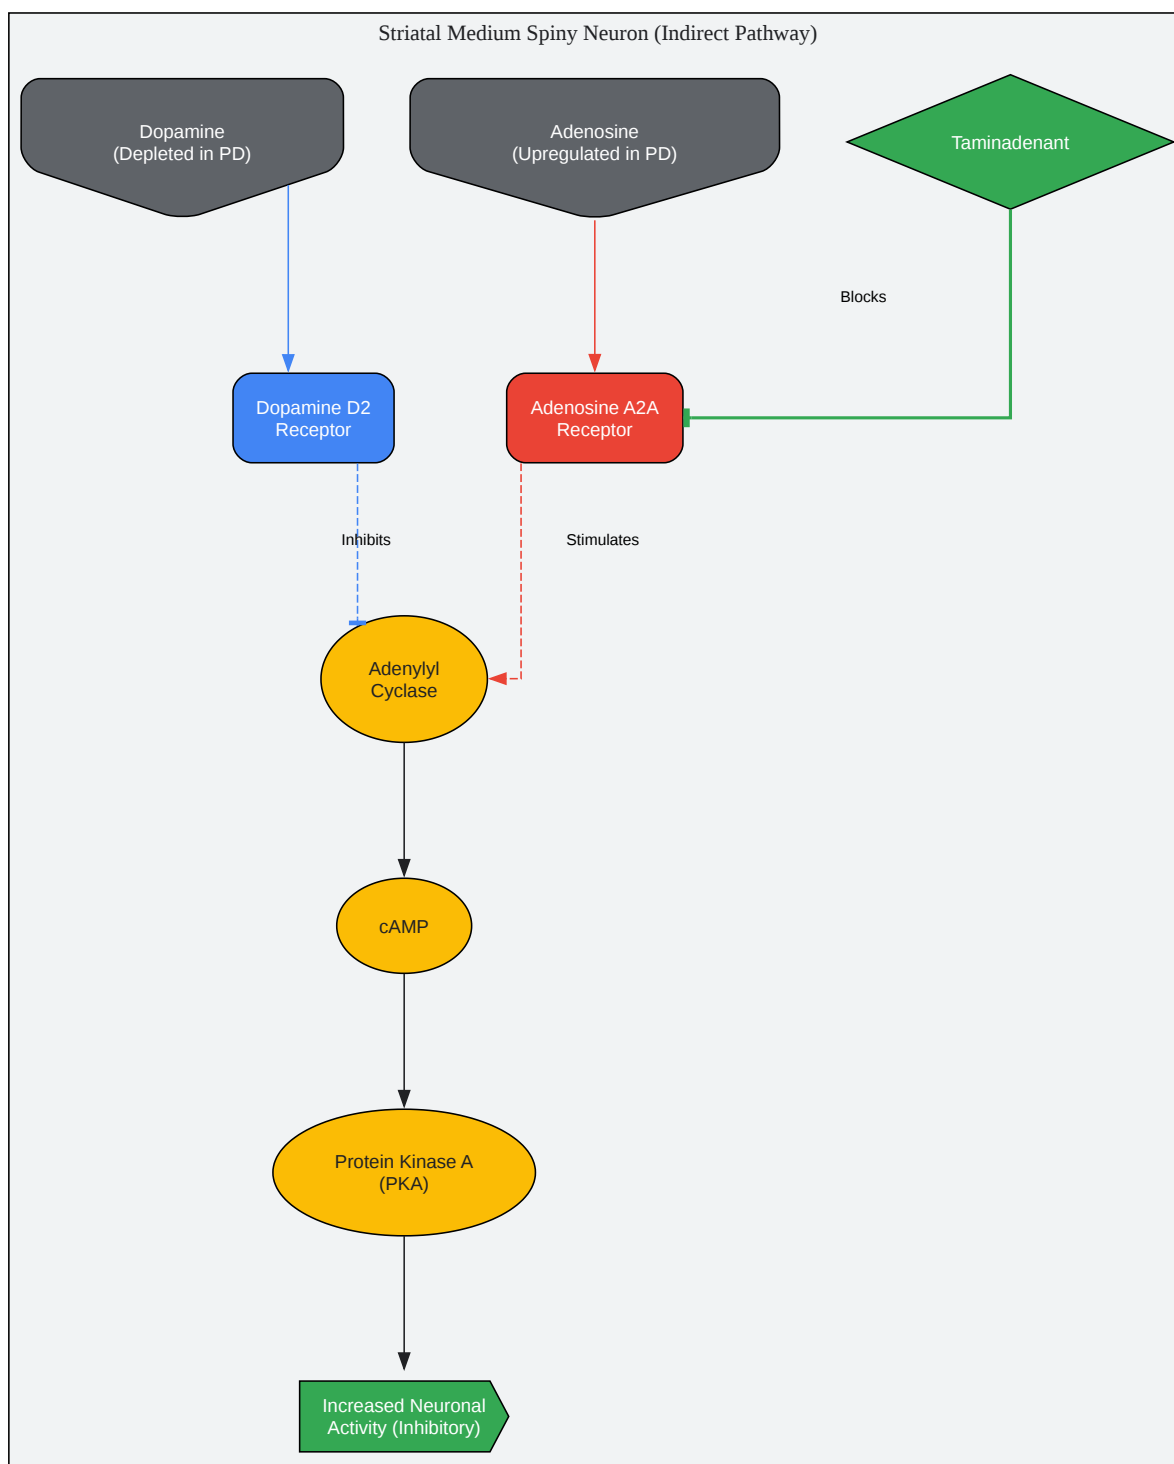 Striatal Medium Spiny Neuron (Indirect Pathway)
Dopamine
(Depleted in PD)
Adenosine
(Upregulated in PD)
Taminadenant
Blocks
Dopamine D2
Receptor
Adenosine A2A
Receptor
Inhibits
Stimulates
Adenylyl
Cyclase
cAMP
Protein Kinase A
(PKA)
Increased Neuronal
Activity (Inhibitory)